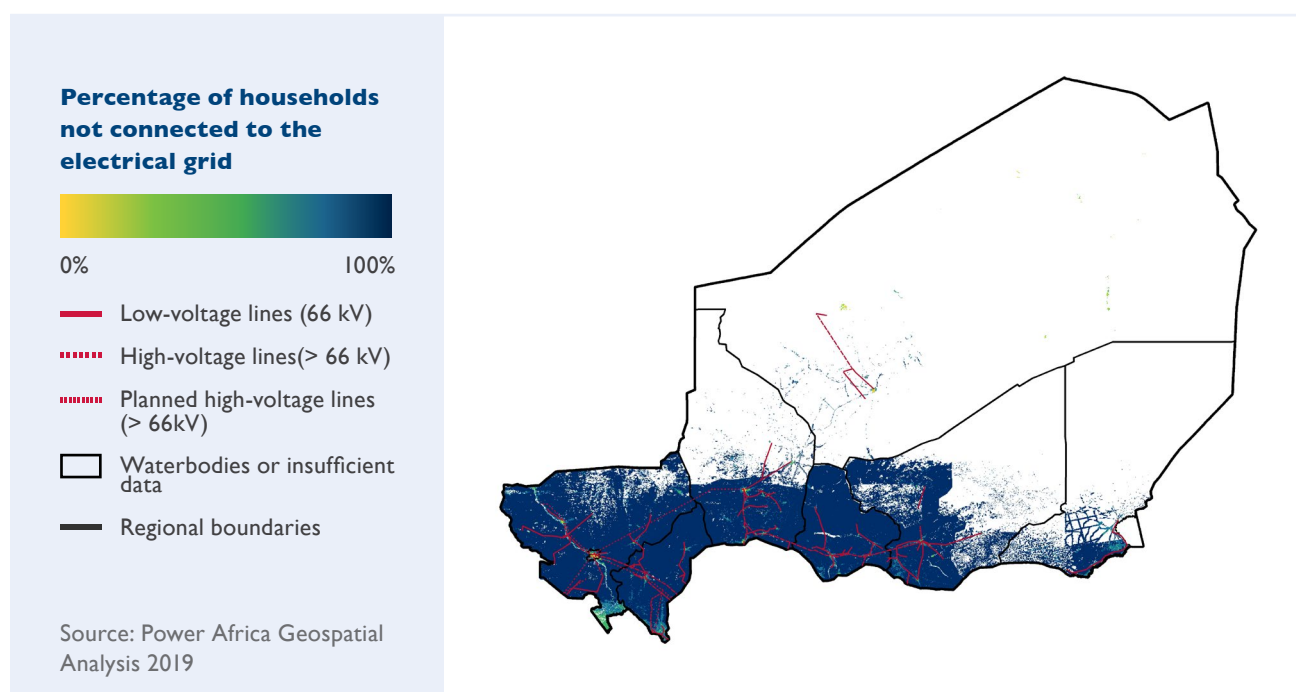 Percentage of households
not connected to the
electrical grid
0%
100%
Low-voltage lines (66 kV)
High-voltage lines(> 66 kV)
Planned high-voltage lines
(> 66kV)
Waterbodies or insufficient
data
Regional boundaries
Source: Power Africa Geospatial
Analysis 2019